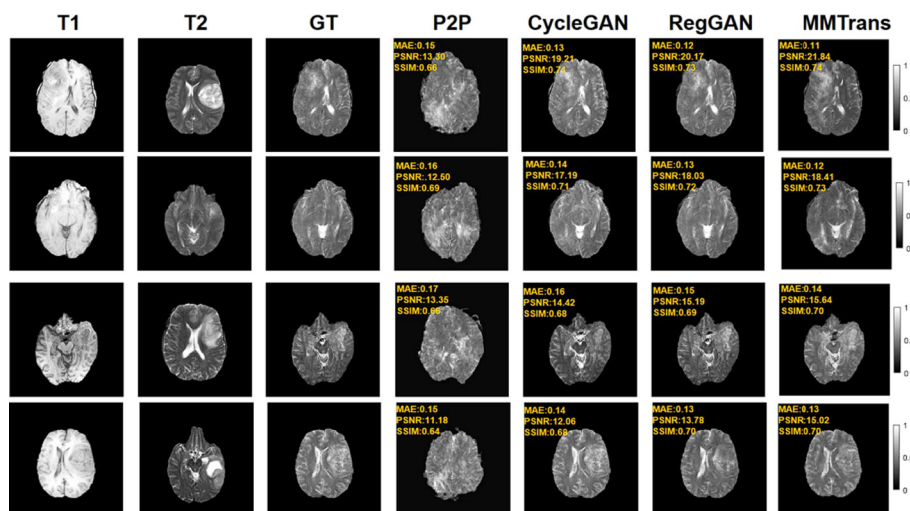 T1 T2 GT P2P CycleGAN RegGAN MMTrans
MAE:0.15 MAE:0.13 MAE:0.12 MAE:0.11
PSNR:13.30 PSNR:19.21 PSNR:20.17 PSNR:21.84
SSIM:0.66 SSIM:0.71 SSIM:0.73 SSIM:0.74
1
0
MAE:0.16 MAE:0.14 MAE:0.13 MAE:0.12
PSNR:.12.50 PSNR:17.19 PSNR:18.03 PSNR:18.41
SSIM:0.69 SSIM:0.71 SSIM:0.72 SSIM:0.73
1
0
MAE:0.17 MAE:0.16 MAE:0.15 MAE:0.14
PSNR:13.35 PSNR:14.42 PSNR:15.19 PSNR:15.64
SSIM:0.66 SSIM:0.68 SSIM:0.69 SSIM:0.70
1
0
MAE:0.15 MAE:0.14 MAE:0.13 MAE:0.13
PSNR:11.18 PSNR:12.06 PSNR:13.78 PSNR:15.02
SSIM:0.64 SSIM:0.68 SSIM:0.70 SSIM:0.70
1
0